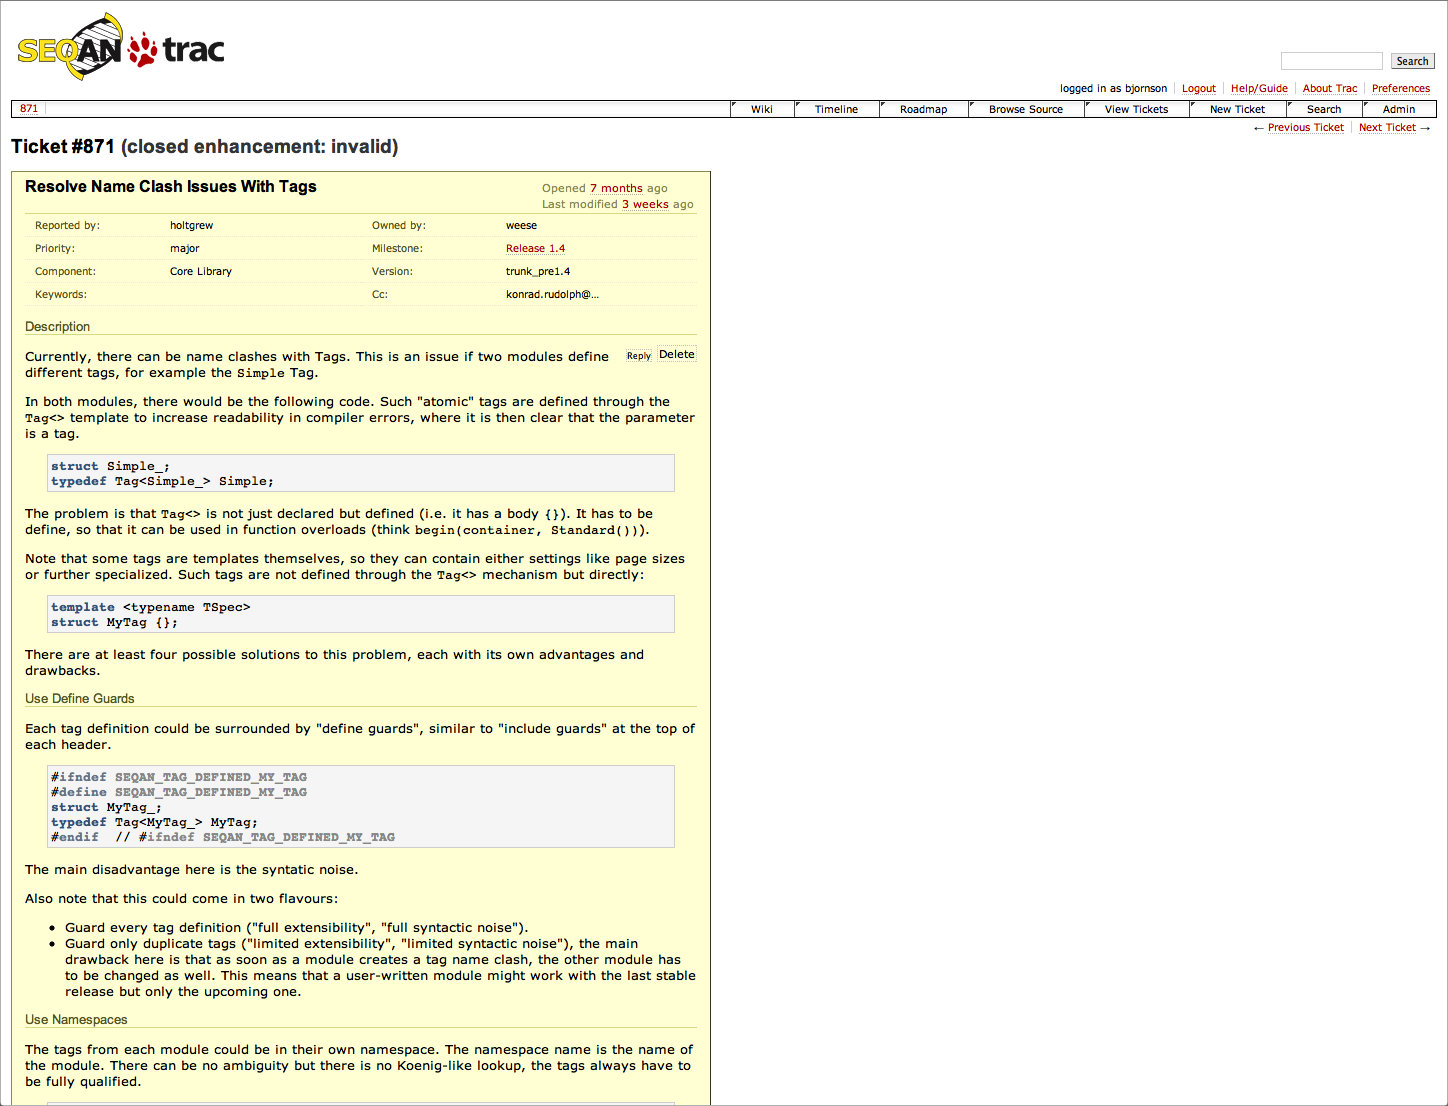 SEQAN trac
Search
logged in as bjornson Logout Help/Guide About Trac Preferences
871 Wiki Timeline Roadmap Browse Source View Tickets New Ticket Search Admin
← Previous Ticket Next Ticket →
Ticket #871 (closed enhancement: invalid)
Resolve Name Clash Issues With Tags
Opened 7 months ago
Last modified 3 weeks ago
Reported by: holtgrew Owned by: weese
Priority: major Milestone: Release 1.4
Component: Core Library Version: trunk_pre1.4
Keywords: Cc: konrad.rudolph@...
Description
Reply Delete
Currently, there can be name clashes with Tags. This is an issue if two modules define
different tags, for example the Simple Tag.
In both modules, there would be the following code. Such "atomic" tags are defined through the
Tag<> template to increase readability in compiler errors, where it is then clear that the parameter
is a tag.
struct Simple_;
typedef Tag<Simple_> Simple;
The problem is that Tag<> is not just declared but defined (i.e. it has a body {}). It has to be
define, so that it can be used in function overloads (think begin(container, Standard())).
Note that some tags are templates themselves, so they can contain either settings like page sizes
or further specialized. Such tags are not defined through the Tag<> mechanism but directly:
template <typename TSpec>
struct MyTag {};
There are at least four possible solutions to this problem, each with its own advantages and
drawbacks.
Use Define Guards
Each tag definition could be surrounded by "define guards", similar to "include guards" at the top of
each header.
#ifndef SEQAN_TAG_DEFINED_MY_TAG
#define SEQAN_TAG_DEFINED_MY_TAG
struct MyTag_;
typedef Tag<MyTag_> MyTag;
#endif // #ifndef SEQAN_TAG_DEFINED_MY_TAG
The main disadvantage here is the syntatic noise.
Also note that this could come in two flavours:
• Guard every tag definition ("full extensibility", "full syntactic noise").
• Guard only duplicate tags ("limited extensibility", "limited syntactic noise"), the main
drawback here is that as soon as a module creates a tag name clash, the other module has
to be changed as well. This means that a user-written module might work with the last stable
release but only the upcoming one.
Use Namespaces
The tags from each module could be in their own namespace. The namespace name is the name of
the module. There can be no ambiguity but there is no Koenig-like lookup, the tags always have to
be fully qualified.